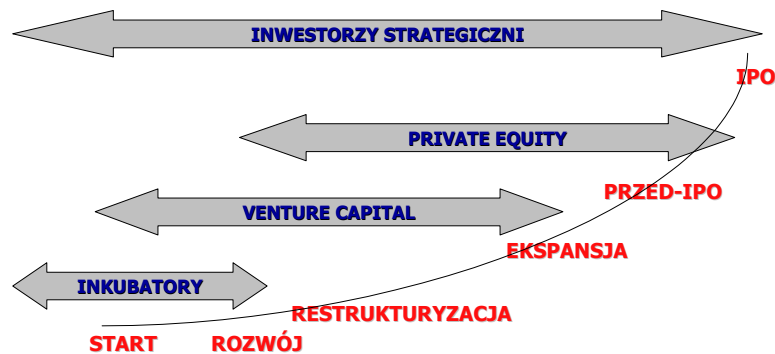 INWESTORZY STRATEGICZNI
IPO
PRIVATE EQUITY
PRZED-IPO
VENTURE CAPITAL
EKSPANSJA
INKUBATORY
RESTRUKTURYZACJA
START
ROZWÓJ